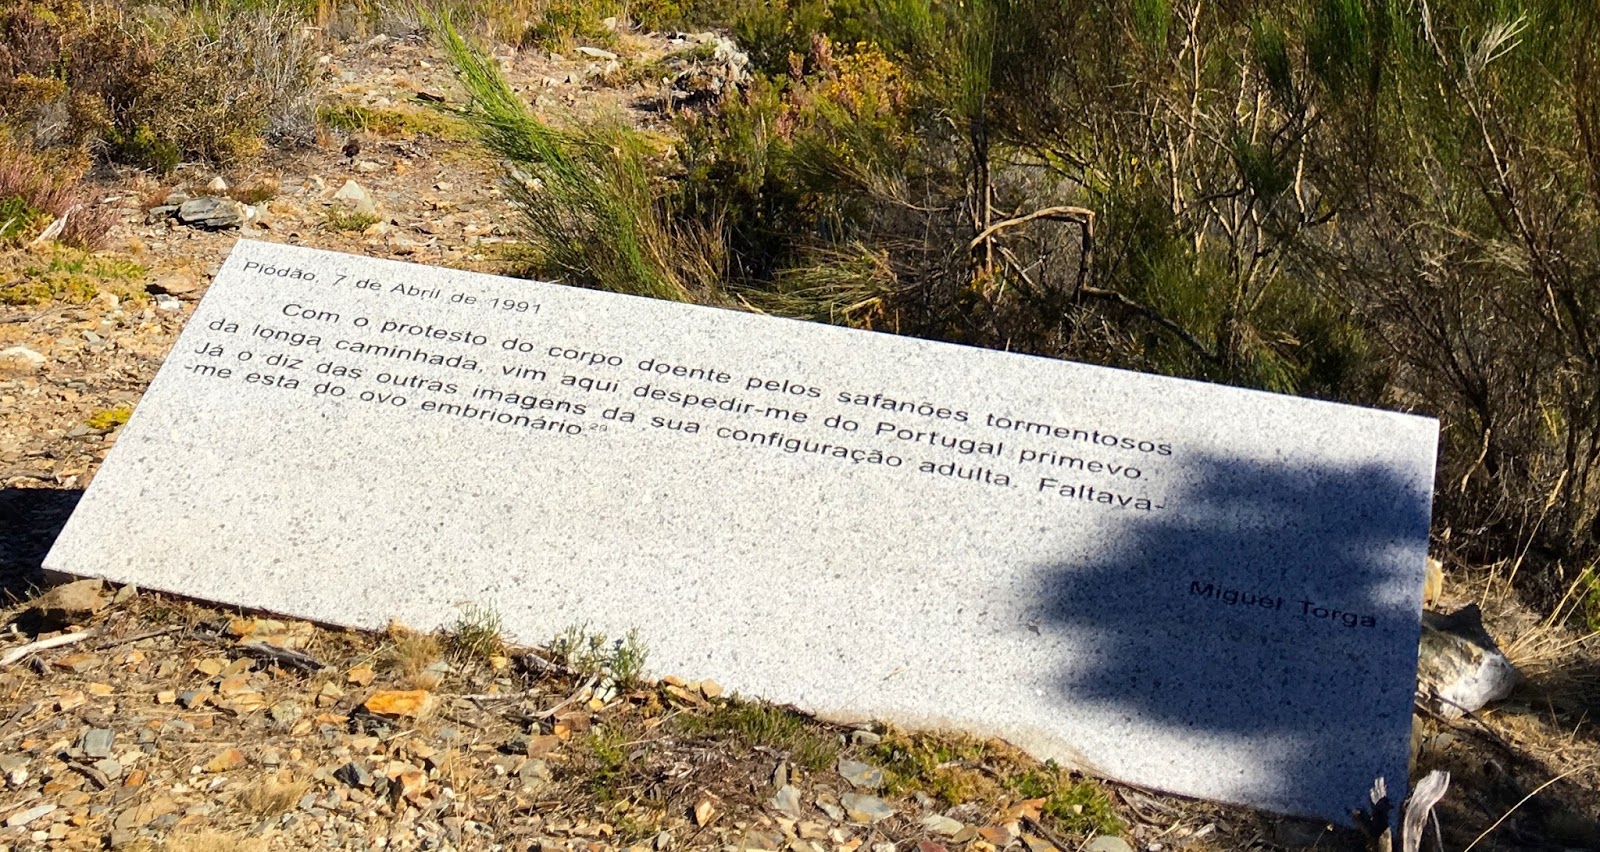 Piódão, 7 de Abril de 1991
Com o protesto do corpo doente pelos safanões tormentosos
da longa caminhada, vim aqui despedir-me do Portugal primevo.
Já o diz das outras imagens da sua configuração adulta. Faltava-
-me esta do ovo embrionário.²⁹
Miguel Torga